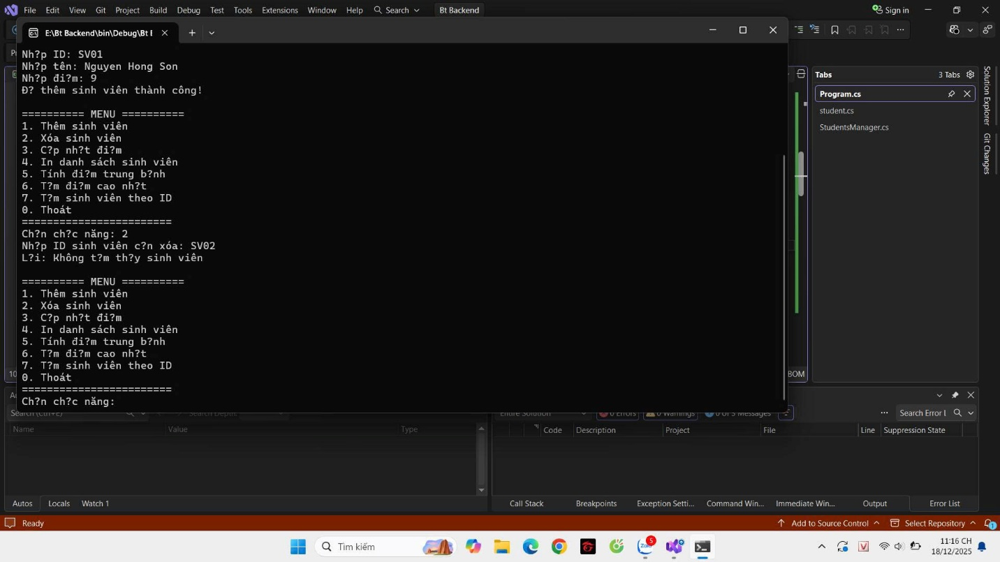 File Edit View Git Project Build Debug Test Tools Extensions Window Help Search Bt Backend Sign in
E:\Bt Backend\bin\Debug\Bt E
Nh?p ID: SV01
Nh?p tên: Nguyen Hong Son
Nh?p đi?m: 9
Đ? thêm sinh viên thành công!
========== MENU ==========
1. Thêm sinh viên
2. Xóa sinh viên
3. C?p nh?t đi?m
4. In danh sách sinh viên
5. Tính đi?m trung b?nh
6. T?m đi?m cao nh?t
7. T?m sinh viên theo ID
0. Thoát
========================
Ch?n ch?c năng: 2
Nh?p ID sinh viên c?n xóa: SV02
L?i: Không t?m th?y sinh viên
========== MENU ==========
1. Thêm sinh viên
2. Xóa sinh viên
3. C?p nh?t đi?m
4. In danh sách sinh viên
5. Tính đi?m trung b?nh
6. T?m đi?m cao nh?t
7. T?m sinh viên theo ID
0. Thoát
========================
Ch?n ch?c năng:
Tabs 3 Tabs
Program.cs
student.cs
StudentsManager.cs
Solution Explorer
Git Changes
BOM
Search (Ctrl+E) Search Depth
Entire Solution 0 Errors 0 Warnings 0 of 3 Messages Search Error L
Name Value Type
Code Description Project File Line Suppression State
Autos Locals Watch 1
Call Stack Breakpoints Exception Setti... Command Win... Immediate Win... Output Error List
Ready Add to Source Control Select Repository 1
Tìm kiếm
Zalo 5
V
11:16 CH
18/12/2025